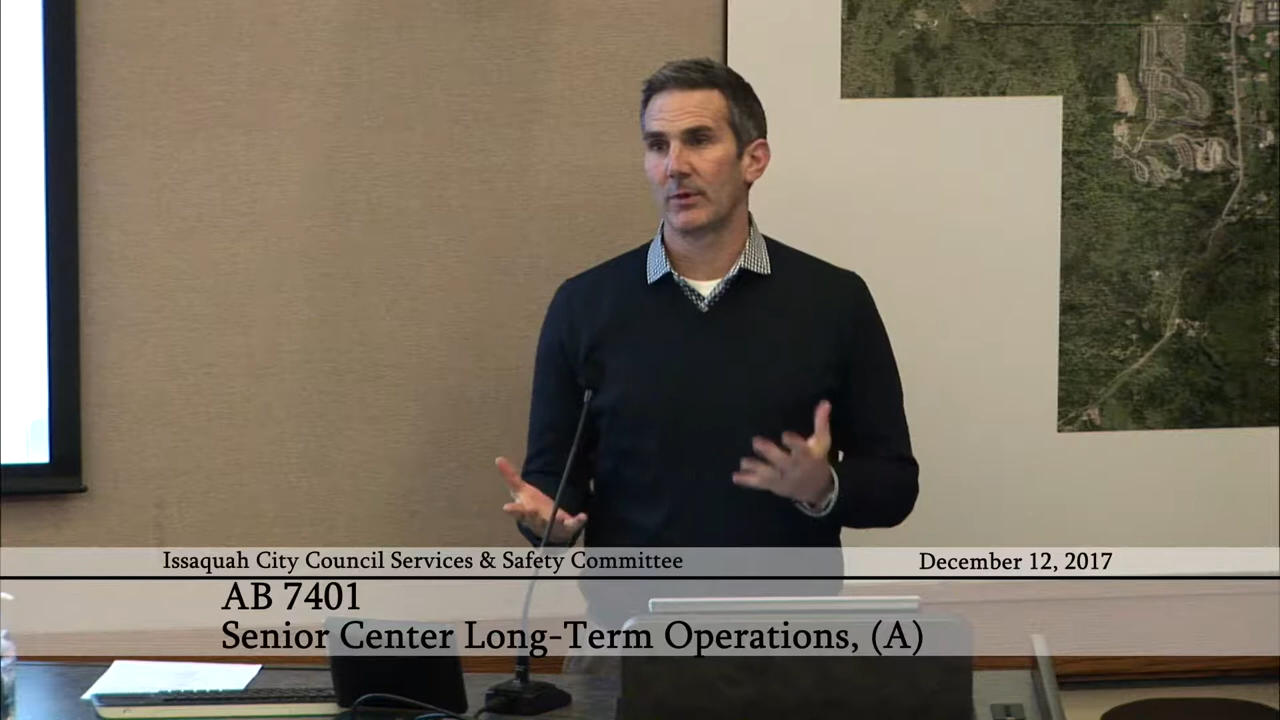 Issaquah City Council Services & Safety Committee
December 12, 2017
AB 7401
Senior Center Long-Term Operations, (A)